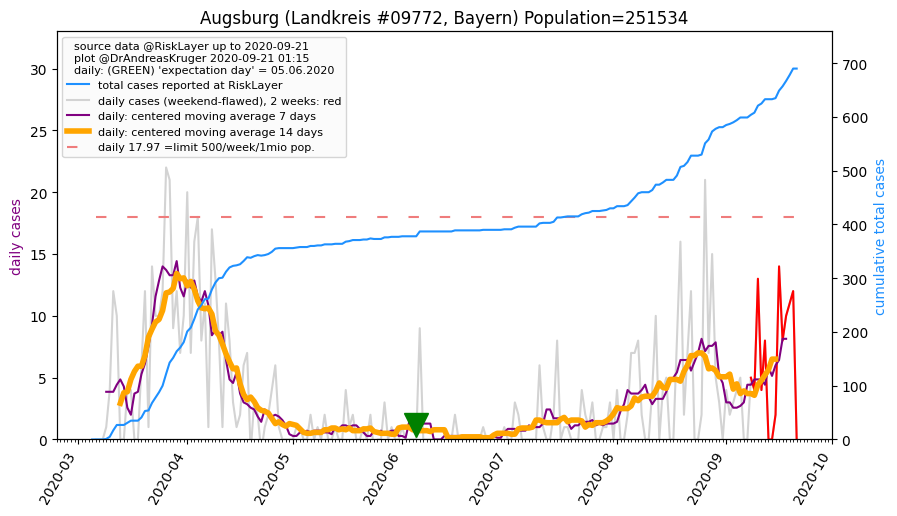 Augsburg (Landkreis #09772, Bayern) Population=251534
source data @RiskLayer up to 2020-09-21
plot @DrAndreasKruger 2020-09-21 01:15
daily: (GREEN) 'expectation day' = 05.06.2020
total cases reported at RiskLayer
daily cases (weekend-flawed), 2 weeks: red
daily: centered moving average 7 days
daily: centered moving average 14 days
daily 17.97 =limit 500/week/1mio pop.
daily cases
30
25
20
15
10
5
0
cumulative total cases
700
600
500
400
300
200
100
0
2020-03
2020-04
2020-05
2020-06
2020-07
2020-08
2020-09
2020-10